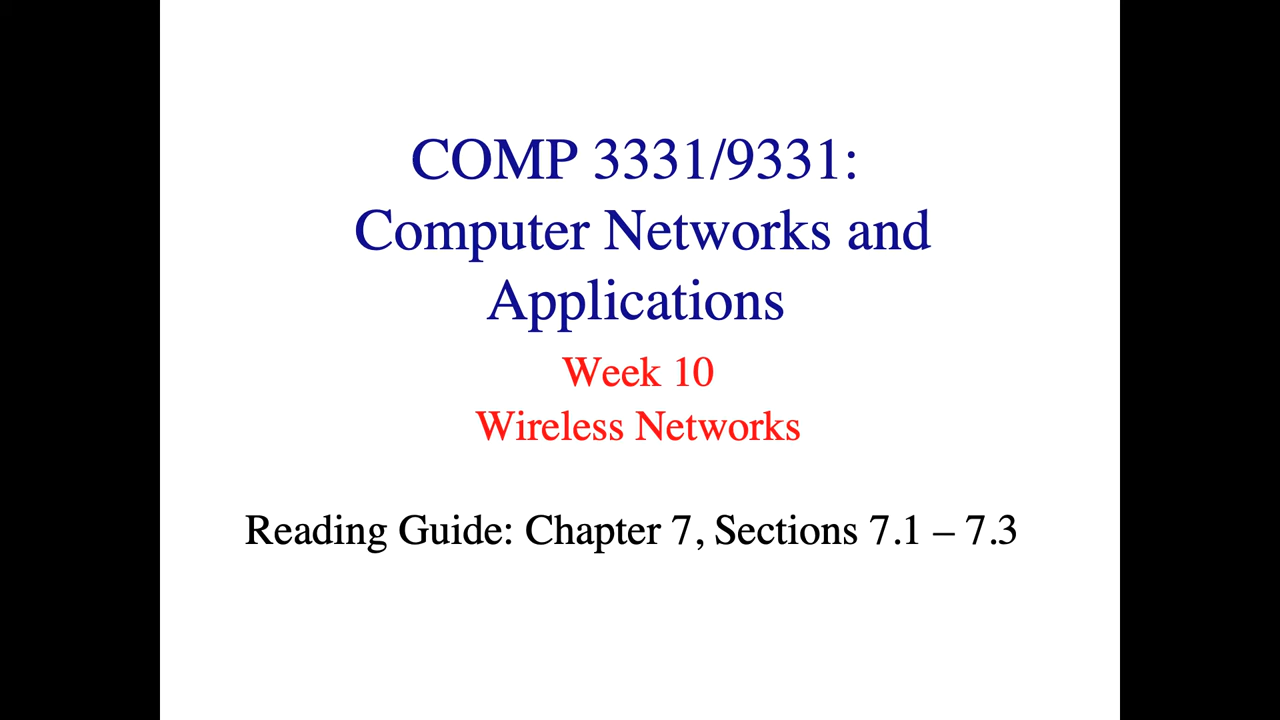 COMP 3331/9331:
Computer Networks and
Applications
Week 10
Wireless Networks
Reading Guide: Chapter 7, Sections 7.1 – 7.3